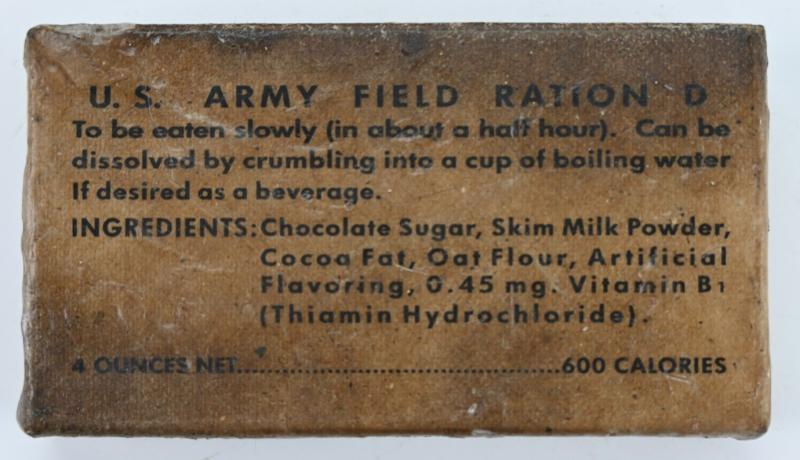 U. S. ARMY FIELD RATION D
To be eaten slowly (in about a half hour). Can be
dissolved by crumbling into a cup of boiling water
If desired as a beverage.
INGREDIENTS: Chocolate Sugar, Skim Milk Powder,
Cocoa Fat, Oat Flour, Artificial
Flavoring, 0.45 mg. Vitamin B1
(Thiamin Hydrochloride).
4 OUNCES NET........................................600 CALORIES